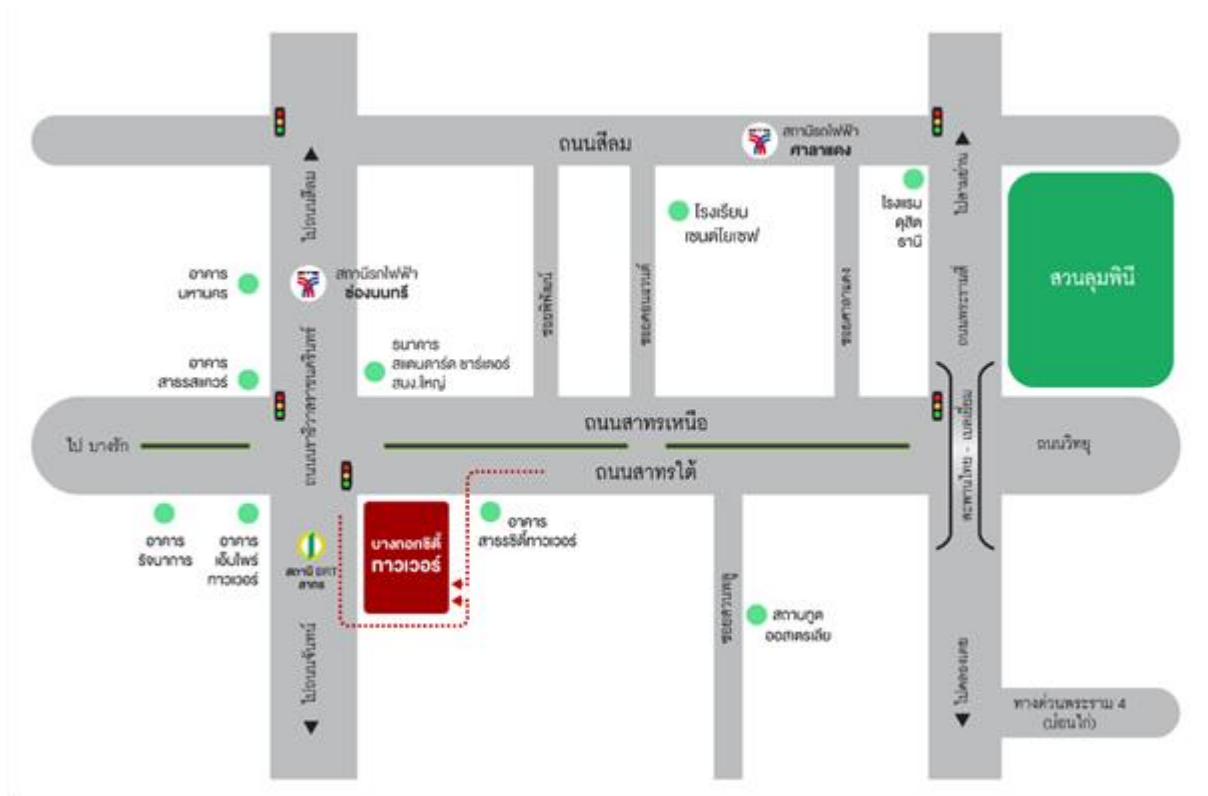 ถนนสีลม
สถานีรถไฟฟ้า
ศาลาแดง
ไปถนนสีลม
ไปสามย่าน
โรงเรียน
เซนต์โยเซฟ
โรงแรม
ดุสิต
ธานี
อาคาร
มหานคร
สถานีรถไฟฟ้า
ช่องนนทรี
ซอยพิพัฒน์
ซอยคอนแวนต์
ซอยศาลาแดง
ถนนพระรามสี่
สวนลุมพินี
ธนาคาร
สแตนดาร์ด ชาร์เตอร์
สนง.ใหญ่
อาคาร
สาธรสแควร์
ถนนนราธิวาสราชนครินทร์
ถนนสาทรเหนือ
ไป บางรัก
ถนนสาทรใต้
สะพานไทย - เบลเยี่ยม
ถนนวิทยุ
อาคาร
รัจนาการ
อาคาร
เอ็มไพร์
ทาวเวอร์
สถานี BRT
สาทร
บางกอกซิตี้
ทาวเวอร์
อาคาร
สาธรซิตี้ทาวเวอร์
ซอยสวนพลู
สถานทูต
ออสเตรเลีย
ไปถนนจันทน์
ไปคลองเตย
ทางด่วนพระราม 4
(บ่อนไก่)